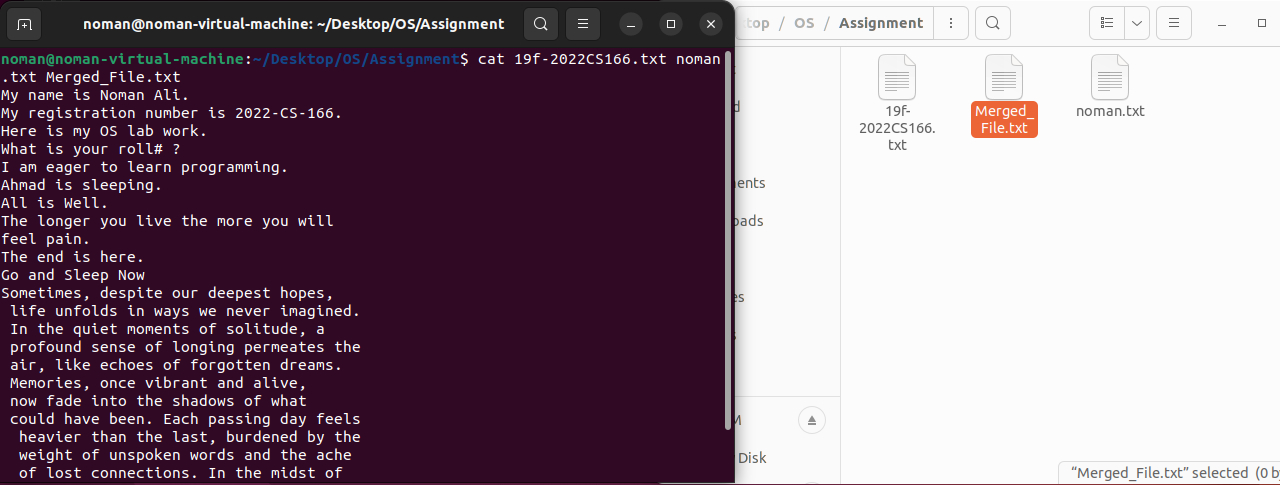 noman@noman-virtual-machine: ~/Desktop/OS/Assignment
noman@noman-virtual-machine:~/Desktop/OS/Assignment$ cat 19f-2022CS166.txt noman
.txt Merged_File.txt
My name is Noman Ali.
My registration number is 2022-CS-166.
Here is my OS lab work.
What is your roll# ?
I am eager to learn programming.
Ahmad is sleeping.
All is Well.
The longer you live the more you will
feel pain.
The end is here.
Go and Sleep Now
Sometimes, despite our deepest hopes,
life unfolds in ways we never imagined.
In the quiet moments of solitude, a
profound sense of longing permeates the
air, like echoes of forgotten dreams.
Memories, once vibrant and alive,
now fade into the shadows of what
could have been. Each passing day feels
heavier than the last, burdened by the
weight of unspoken words and the ache
of lost connections. In the midst of
top / OS / Assignment
19f-
2022CS166.
txt
Merged_
File.txt
noman.txt
d
ments
oads
es
s
M
Disk
“Merged_File.txt” selected (0 by